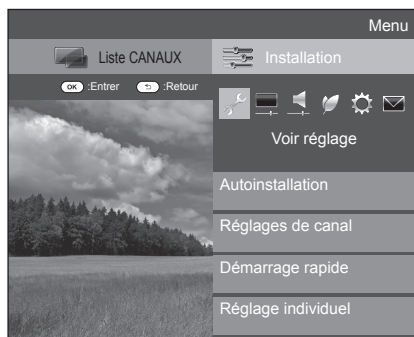 Menu
Liste CANAUX
Installation
OK :Entrer :Retour
Voir réglage
Autoinstallation
Réglages de canal
Démarrage rapide
Réglage individuel